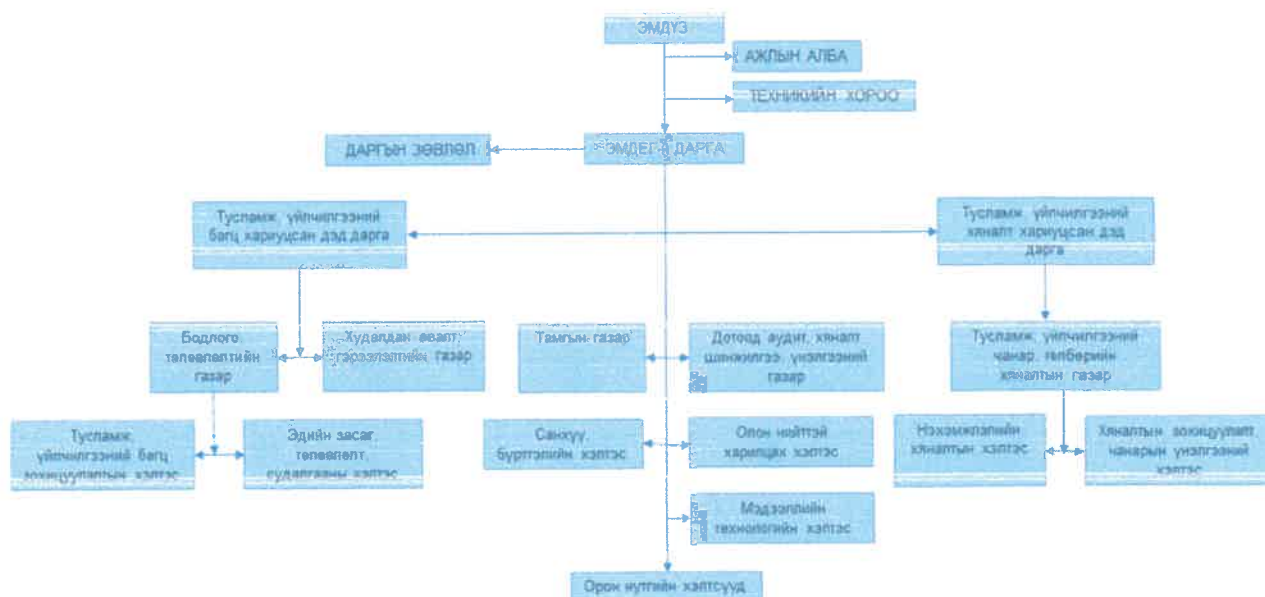 ЭМДҮЗ
АЖЛЫН АЛБА
ТЕХНИКИЙН ХОРОО
ДАРГЫН ЗӨВЛӨЛ
ЭМДЕГ-Н ДАРГА
Тусламж, үйлчилгээний
багц хариуцсан дэд дарга
Тусламж, үйлчилгээний
хяналт хариуцсан дэд
дарга
Бодлого,
төлөвлөлтийн
газар
Худалдан авалт,
гэрээлэлтийн газар
Тамгын газар
Дотоод аудит, хяналт
шинжилгээ, үнэлгээний
газар
Тусламж, үйлчилгээний
чанар, төлбөрийн
хяналтын газар
Тусламж,
үйлчилгээний багц
зохицуулалтын хэлтэс
Эдийн засаг,
төлөвлөлт,
судалгааны хэлтэс
Санхүү,
бүртгэлийн хэлтэс
Олон нийттэй
харилцах хэлтэс
Нэхэмжлэлийн
хяналтын хэлтэс
Хяналтын зохицуулалт,
чанарын үнэлгээний
хэлтэс
Мэдээллийн
технологийн хэлтэс
Орон нутгийн хэлтсүүд